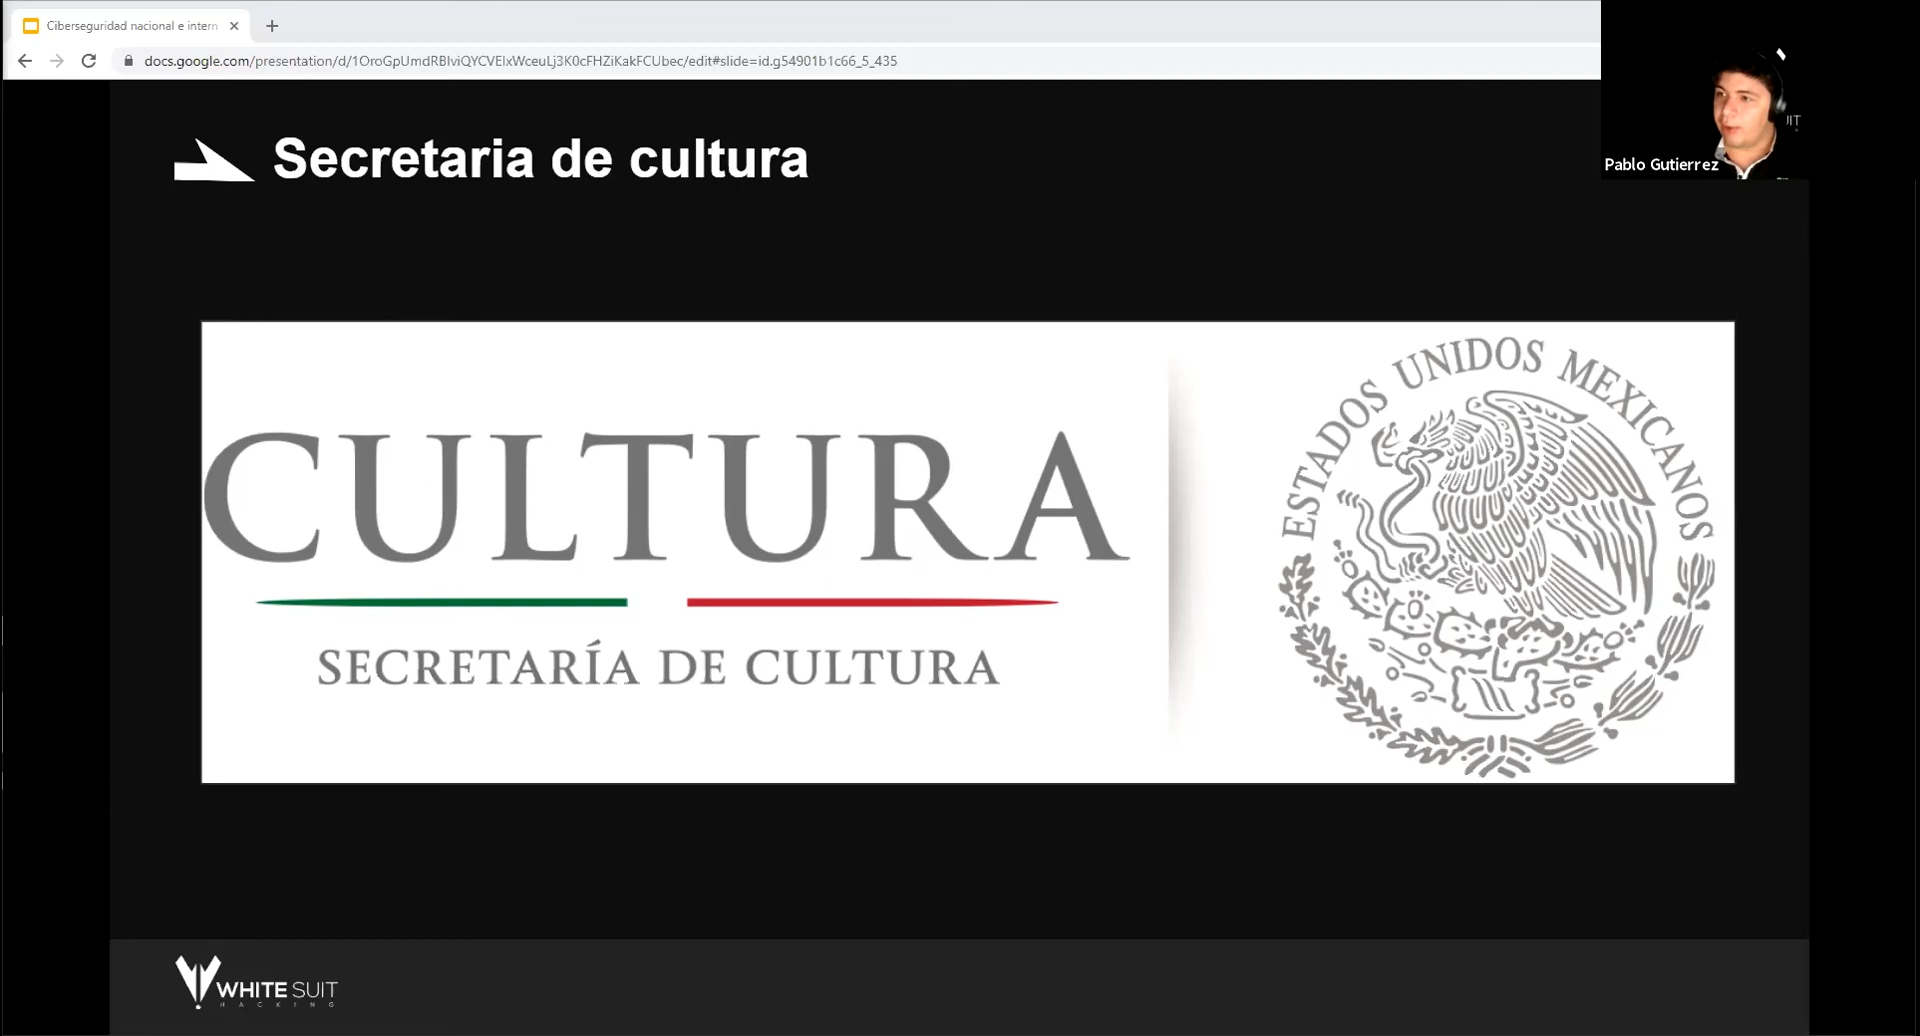 Ciberseguridad nacional e intern
docs.google.com/presentation/d/1OroGpUmdRBlviQYCVElxWceuLj3K0cFHZiKakFCUbec/edit#slide=id.g54901b1c66_5_435
Pablo Gutierrez
Secretaria de cultura
CULTURA
SECRETARÍA DE CULTURA
ESTADOS UNIDOS MEXICANOS
WHITE SUIT
HACKING